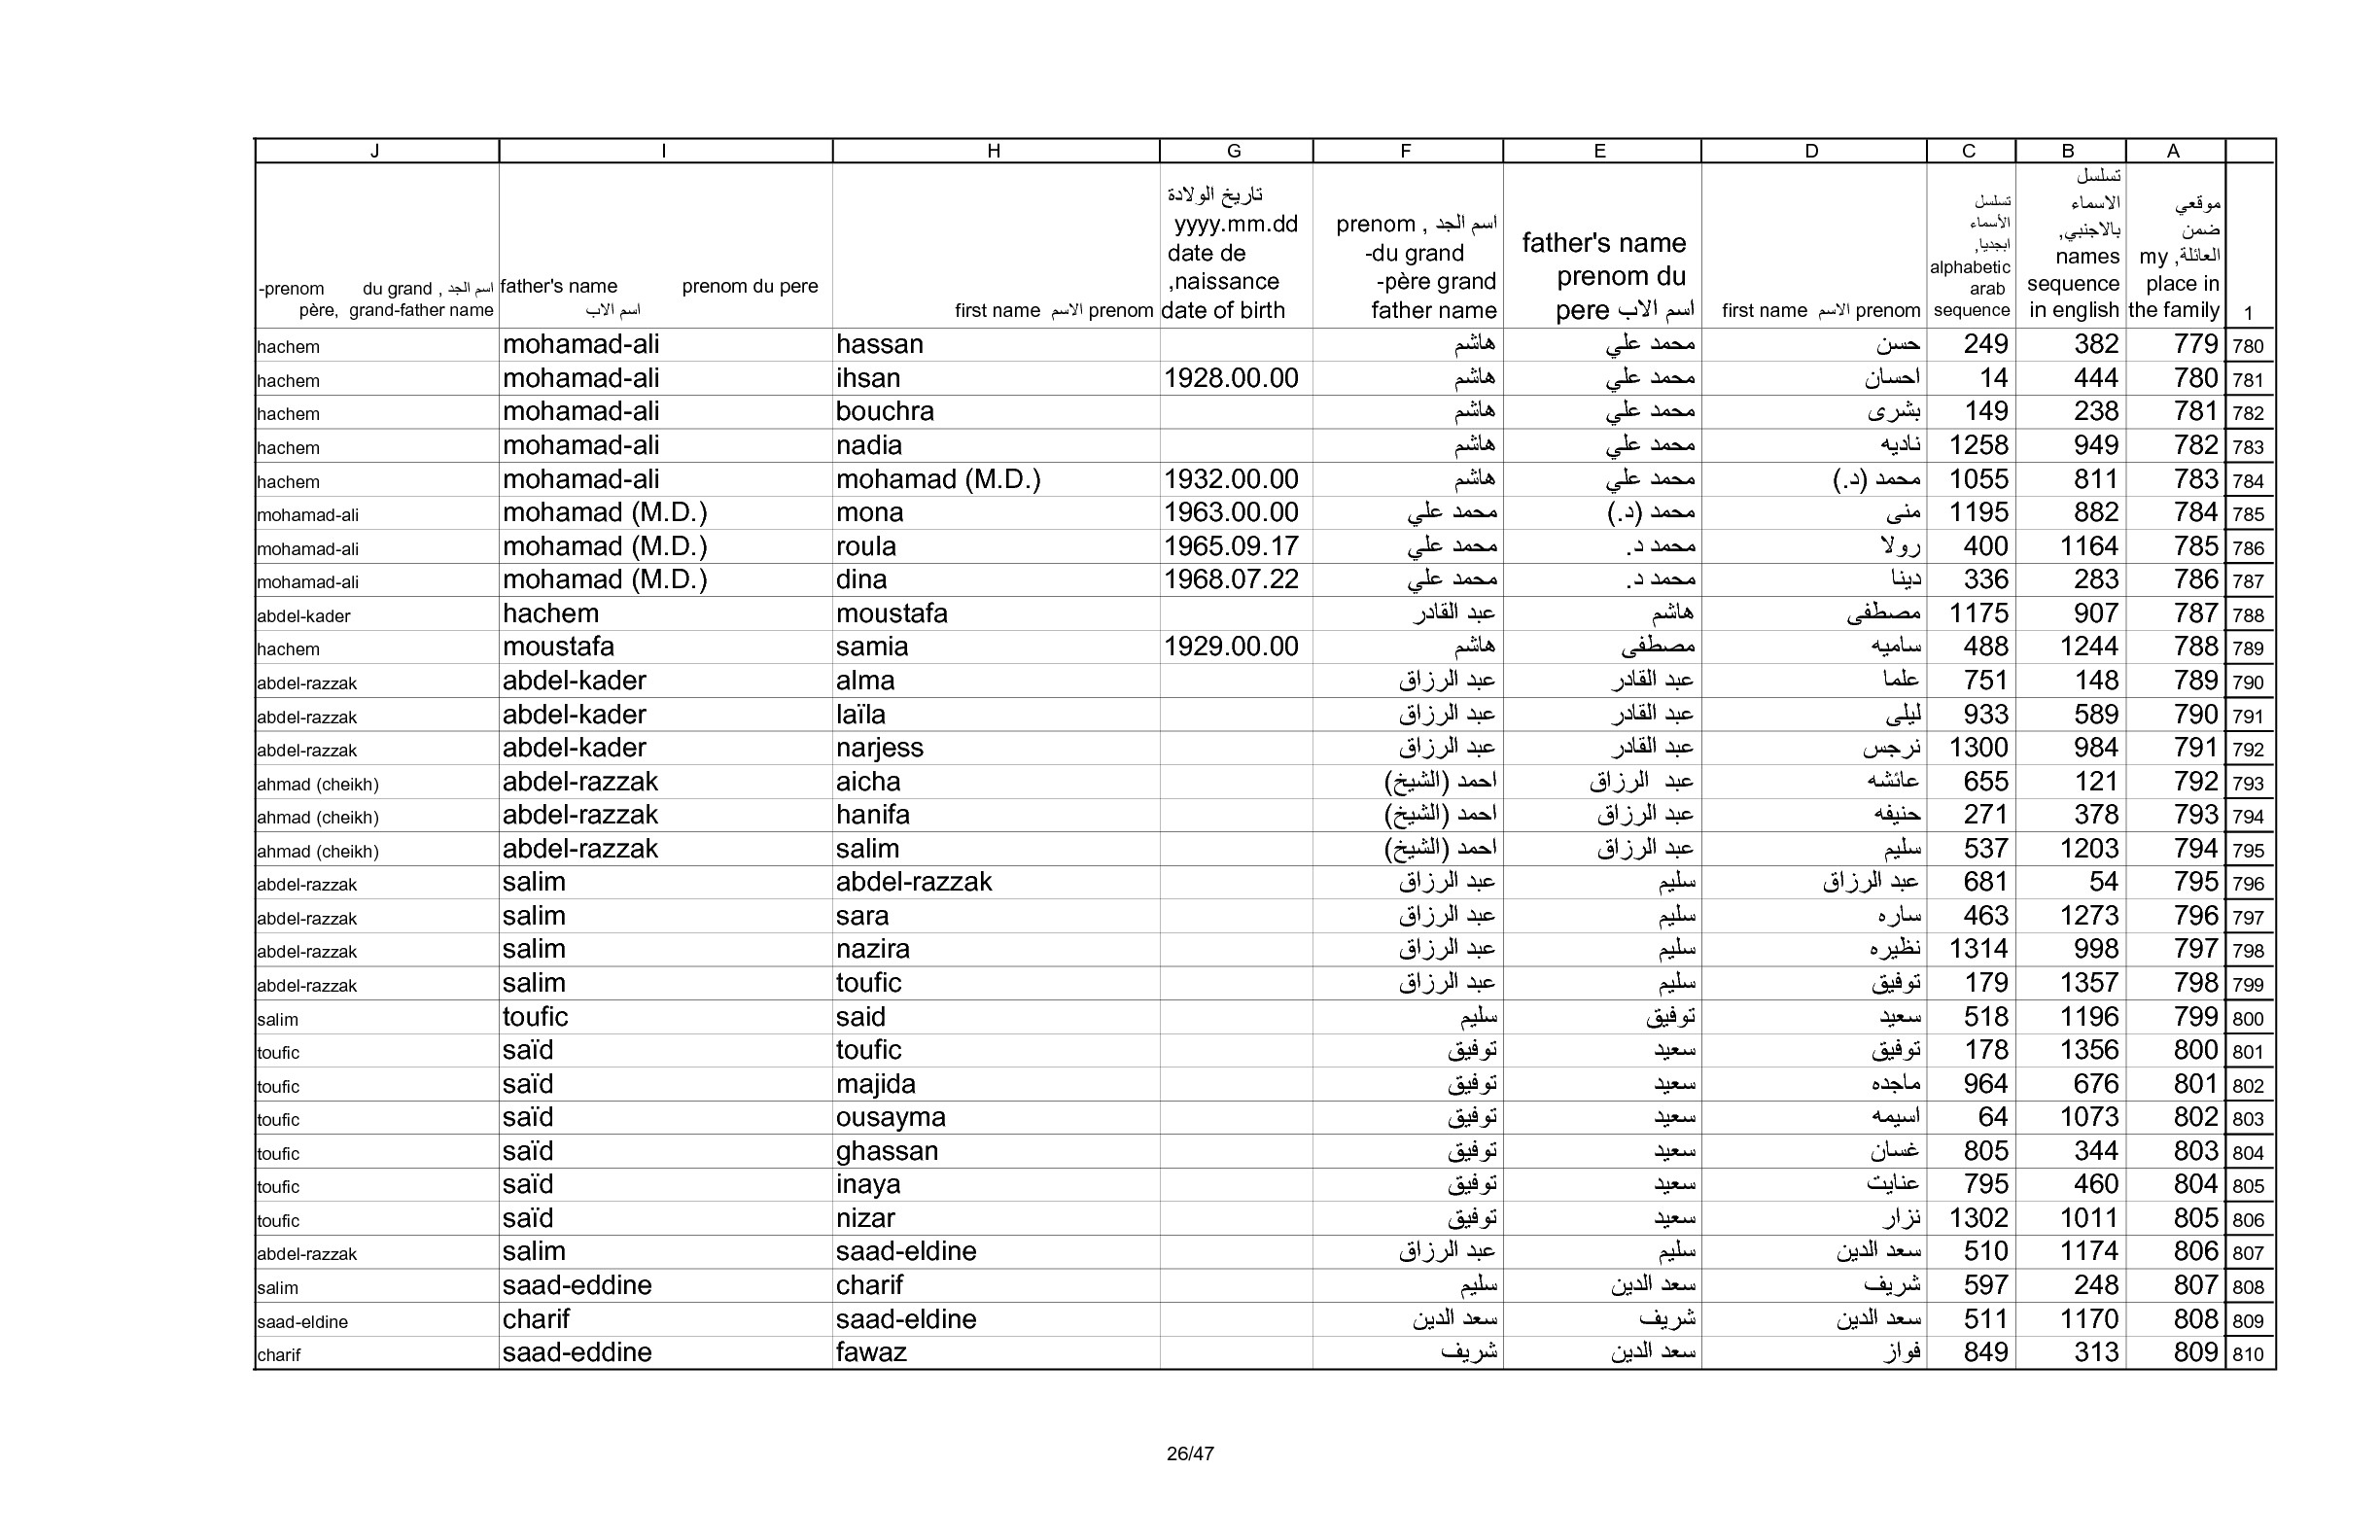 J I H G F E D C B A
-prenom du grand , اسم الجد père, grand-father name
father's name prenom du pere اسم الاب
first name الاسم prenom
تاريخ الولادة yyyy.mm.dd date de ,naissance date of birth
prenom , اسم الجد -du grand -père grand father name
father's name prenom du pere اسم الاب
first name الاسم prenom
تسلسل الأسماء ابجديا, alphabetic arab sequence
تسلسل الاسماء بالاجنبي, names sequence in english
موقعي ضمن العائلة, my place in the family
1
hachem mohamad-ali hassan هاشم محمد علي حسن 249 382 779 780
hachem mohamad-ali ihsan 1928.00.00 هاشم محمد علي احسان 14 444 780 781
hachem mohamad-ali bouchra هاشم محمد علي بشرى 149 238 781 782
hachem mohamad-ali nadia هاشم محمد علي ناديه 1258 949 782 783
hachem mohamad-ali mohamad (M.D.) 1932.00.00 هاشم محمد علي محمد (د.) 1055 811 783 784
mohamad-ali mohamad (M.D.) mona 1963.00.00 محمد علي محمد (د.) منى 1195 882 784 785
mohamad-ali mohamad (M.D.) roula 1965.09.17 محمد علي محمد د. رولا 400 1164 785 786
mohamad-ali mohamad (M.D.) dina 1968.07.22 محمد علي محمد د. دينا 336 283 786 787
abdel-kader hachem moustafa عبد القادر هاشم مصطفى 1175 907 787 788
hachem moustafa samia 1929.00.00 هاشم مصطفى ساميه 488 1244 788 789
abdel-razzak abdel-kader alma عبد الرزاق عبد القادر علما 751 148 789 790
abdel-razzak abdel-kader laïla عبد الرزاق عبد القادر ليلى 933 589 790 791
abdel-razzak abdel-kader narjess عبد الرزاق عبد القادر نرجس 1300 984 791 792
ahmad (cheikh) abdel-razzak aicha احمد (الشيخ) عبد الرزاق عائشه 655 121 792 793
ahmad (cheikh) abdel-razzak hanifa احمد (الشيخ) عبد الرزاق حنيفه 271 378 793 794
ahmad (cheikh) abdel-razzak salim احمد (الشيخ) عبد الرزاق سليم 537 1203 794 795
abdel-razzak salim abdel-razzak عبد الرزاق سليم عبد الرزاق 681 54 795 796
abdel-razzak salim sara عبد الرزاق سليم ساره 463 1273 796 797
abdel-razzak salim nazira عبد الرزاق سليم نظيره 1314 998 797 798
abdel-razzak salim toufic عبد الرزاق سليم توفيق 179 1357 798 799
salim toufic said سليم توفيق سعيد 518 1196 799 800
toufic saïd toufic توفيق سعيد توفيق 178 1356 800 801
toufic saïd majida توفيق سعيد ماجده 964 676 801 802
toufic saïd ousayma توفيق سعيد اسيمه 64 1073 802 803
toufic saïd ghassan توفيق سعيد غسان 805 344 803 804
toufic saïd inaya توفيق سعيد عنايت 795 460 804 805
toufic saïd nizar توفيق سعيد نزار 1302 1011 805 806
abdel-razzak salim saad-eldine عبد الرزاق سليم سعد الدين 510 1174 806 807
salim saad-eddine charif سليم سعد الدين شريف 597 248 807 808
saad-eldine charif saad-eldine سعد الدين شريف سعد الدين 511 1170 808 809
charif saad-eddine fawaz شريف سعد الدين فواز 849 313 809 810
26/47